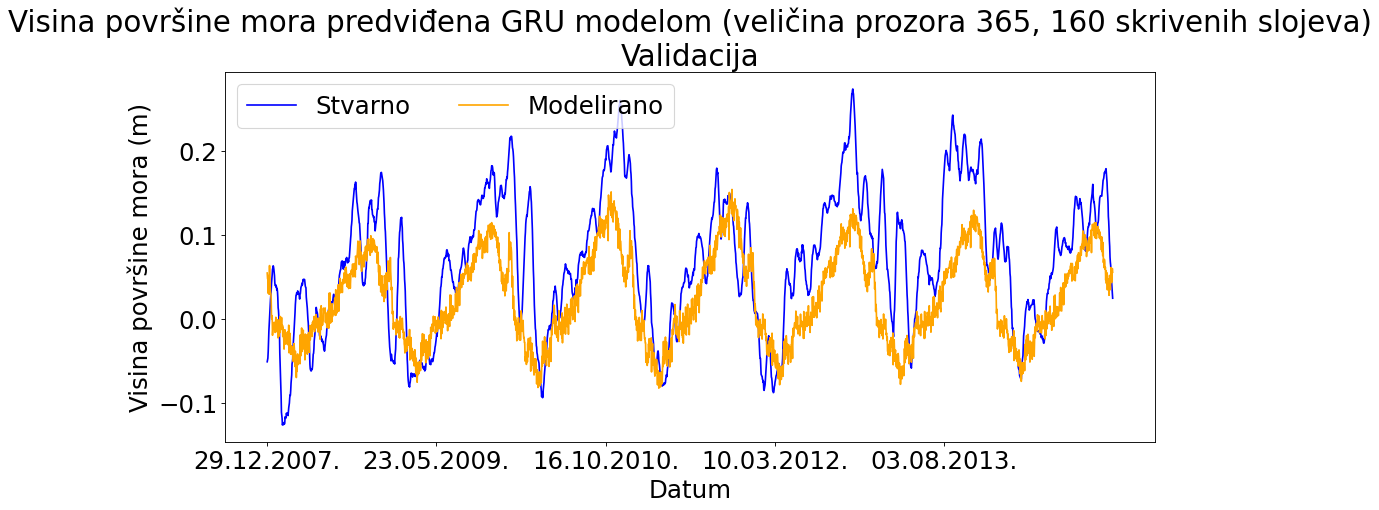 Visina površine mora predviđena GRU modelom (veličina prozora 365, 160 skrivenih slojeva)
Validacija
Stvarno
Modelirano
Visina površine mora (m)
0.2
0.1
0.0
−0.1
29.12.2007.
23.05.2009.
16.10.2010.
10.03.2012.
03.08.2013.
Datum